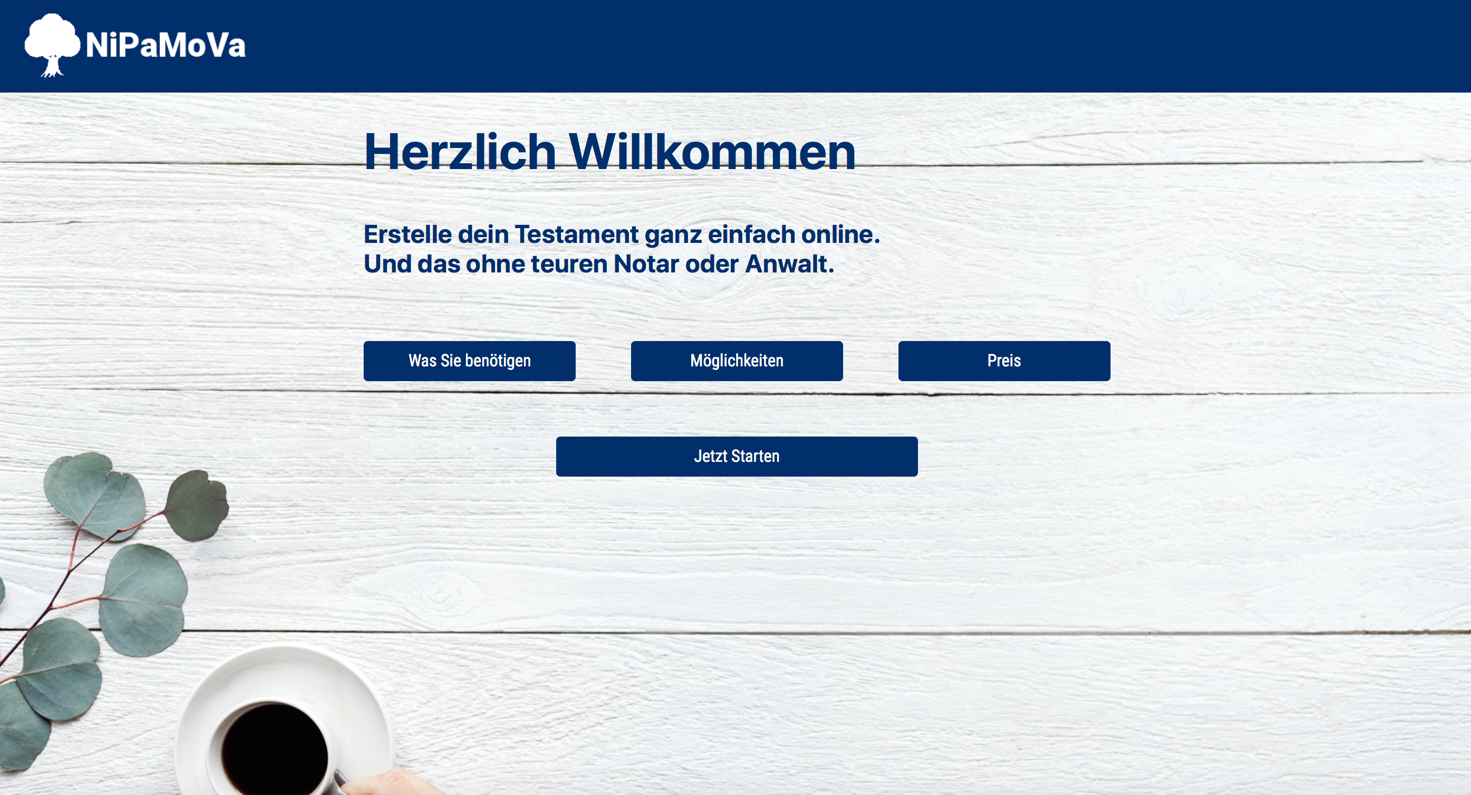 NiPaMoVa
Herzlich Willkommen
Erstelle dein Testament ganz einfach online.
Und das ohne teuren Notar oder Anwalt.
Was Sie benötigen
Möglichkeiten
Preis
Jetzt Starten